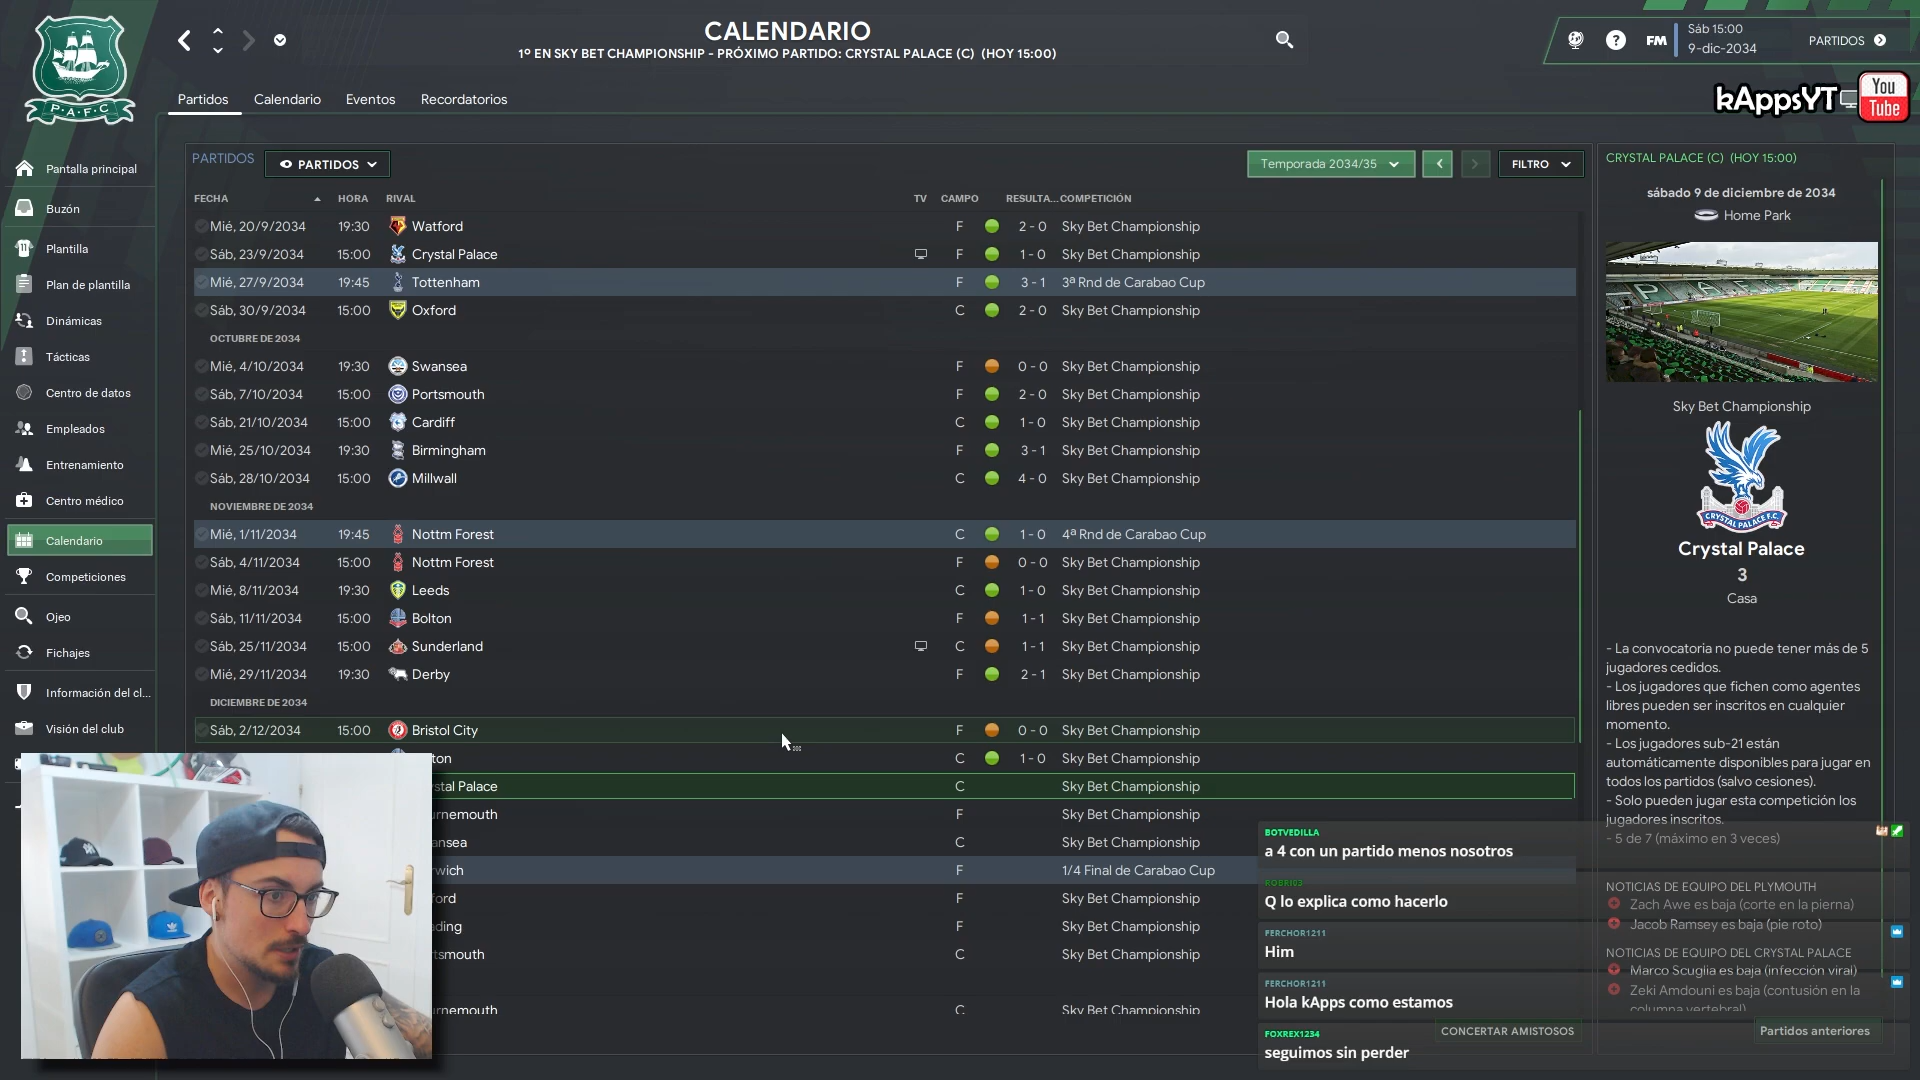 CALENDARIO
1º EN SKY BET CHAMPIONSHIP - PRÓXIMO PARTIDO: CRYSTAL PALACE (C) (HOY 15:00)
FM
Sáb 15:00
9-dic-2034
PARTIDOS
P·A·F·C
Partidos Calendario Eventos Recordatorios
kAppsYT
You
Tube
Pantalla principal
Buzón
Plantilla
Plan de plantilla
Dinámicas
Tácticas
Centro de datos
Empleados
Entrenamiento
Centro médico
Calendario
Competiciones
Ojeo
Fichajes
Información del cl...
Visión del club
PARTIDOS PARTIDOS Temporada 2034/35 FILTRO
FECHA HORA RIVAL TV CAMPO RESULTA... COMPETICIÓN
Mié, 20/9/2034 19:30 Watford F 2 - 0 Sky Bet Championship
Sáb, 23/9/2034 15:00 Crystal Palace F 1 - 0 Sky Bet Championship
Mié, 27/9/2034 19:45 Tottenham F 3 - 1 3ª Rnd de Carabao Cup
Sáb, 30/9/2034 15:00 Oxford C 2 - 0 Sky Bet Championship
OCTUBRE DE 2034
Mié, 4/10/2034 19:30 Swansea F 0 - 0 Sky Bet Championship
Sáb, 7/10/2034 15:00 Portsmouth F 2 - 0 Sky Bet Championship
Sáb, 21/10/2034 15:00 Cardiff C 1 - 0 Sky Bet Championship
Mié, 25/10/2034 19:30 Birmingham F 3 - 1 Sky Bet Championship
Sáb, 28/10/2034 15:00 Millwall C 4 - 0 Sky Bet Championship
NOVIEMBRE DE 2034
Mié, 1/11/2034 19:45 Nottm Forest C 1 - 0 4ª Rnd de Carabao Cup
Sáb, 4/11/2034 15:00 Nottm Forest F 0 - 0 Sky Bet Championship
Mié, 8/11/2034 19:30 Leeds C 1 - 0 Sky Bet Championship
Sáb, 11/11/2034 15:00 Bolton F 1 - 1 Sky Bet Championship
Sáb, 25/11/2034 15:00 Sunderland C 1 - 1 Sky Bet Championship
Mié, 29/11/2034 19:30 Derby F 2 - 1 Sky Bet Championship
DICIEMBRE DE 2034
Sáb, 2/12/2034 15:00 Bristol City F 0 - 0 Sky Bet Championship
ton C 1 - 0 Sky Bet Championship
stal Palace C Sky Bet Championship
urnemouth F Sky Bet Championship
ansea C Sky Bet Championship
rwich F 1/4 Final de Carabao Cup
ford F Sky Bet Championship
ading F Sky Bet Championship
tsmouth C Sky Bet Championship
urnemouth C Sky Bet Championship
CONCERTAR AMISTOSOS
CRYSTAL PALACE (C) (HOY 15:00)
sábado 9 de diciembre de 2034
Home Park
Sky Bet Championship
CRYSTAL PALACE F.C.
Crystal Palace
3
Casa
- La convocatoria no puede tener más de 5
jugadores cedidos.
- Los jugadores que fichen como agentes
libres pueden ser inscritos en cualquier
momento.
- Los jugadores sub-21 están
automáticamente disponibles para jugar en
todos los partidos (salvo cesiones).
- Solo pueden jugar esta competición los
jugadores inscritos.
- 5 de 7 (máximo en 3 veces)
NOTICIAS DE EQUIPO DEL PLYMOUTH
Zach Awe es baja (corte en la pierna)
Jacob Ramsey es baja (pie roto)
NOTICIAS DE EQUIPO DEL CRYSTAL PALACE
Marco Scuglia es baja (infección viral)
Zeki Amdouni es baja (contusión en la
columna vertebral)
Partidos anteriores
BOTVEDILLA
a 4 con un partido menos nosotros
Q lo explica como hacerlo
FERCHOR1211
Him
FERCHOR1211
Hola kApps como estamos
FOXREX1234
seguimos sin perder